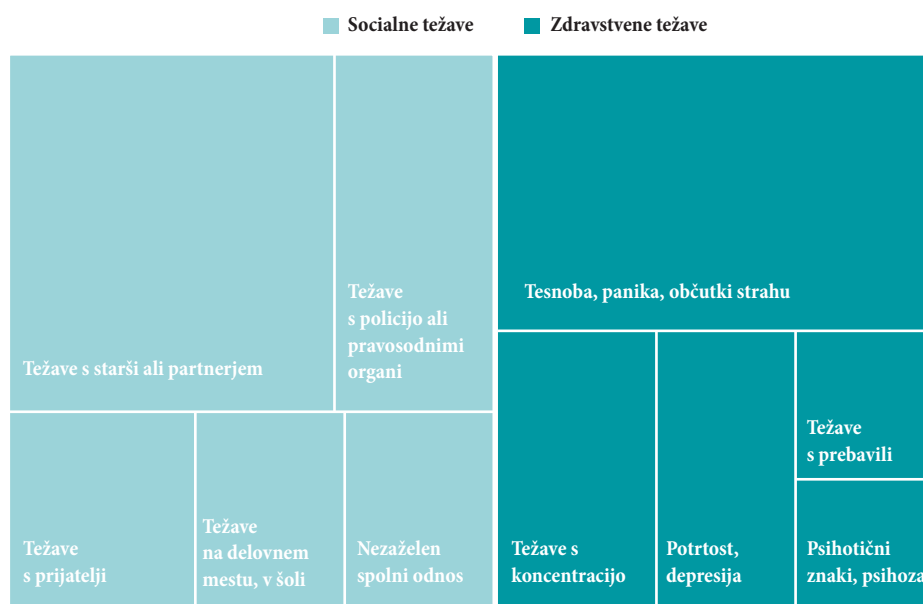 Socialne težave
Zdravstvene težave
Težave s starši ali partnerjem
Težave
s policijo ali
pravosodnimi
organi
Tesnoba, panika, občutki strahu
Težave
s prijatelji
Težave
na delovnem
mestu, v šoli
Nezaželen
spolni odnos
Težave s
koncentracijo
Potrtost,
depresija
Težave
s prebavili
Psihotični
znaki, psihoza